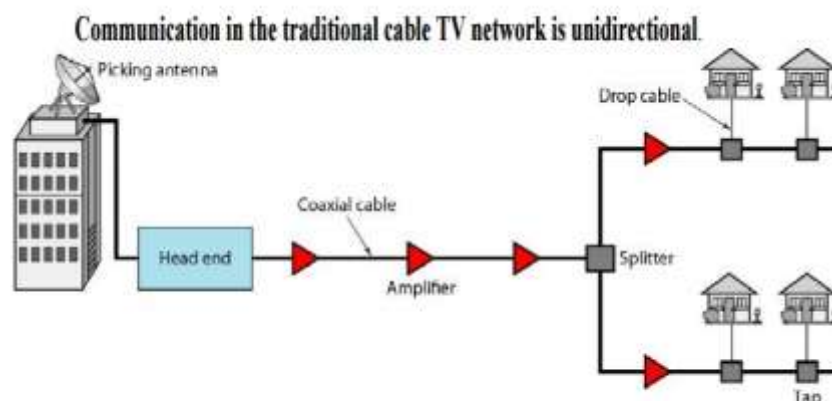 Communication in the traditional cable TV network is unidirectional.
Picking antenna
Drop cable
Coaxial cable
Head end
Splitter
Amplifier
Tap